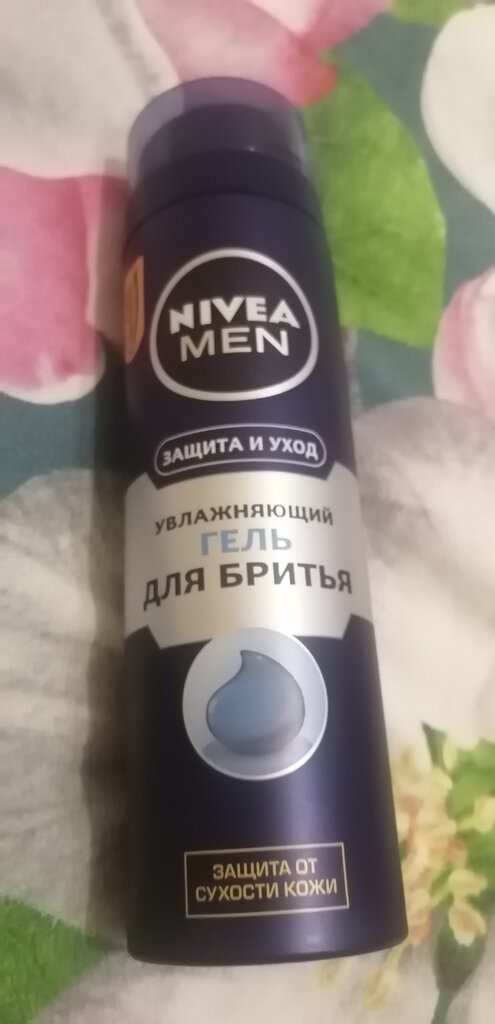 NIVEA
MEN
ЗАЩИТА И УХОД
УВЛАЖНЯЮЩИЙ
ГЕЛЬ
ДЛЯ БРИТЬЯ
ЗАЩИТА ОТ
СУХОСТИ КОЖИ